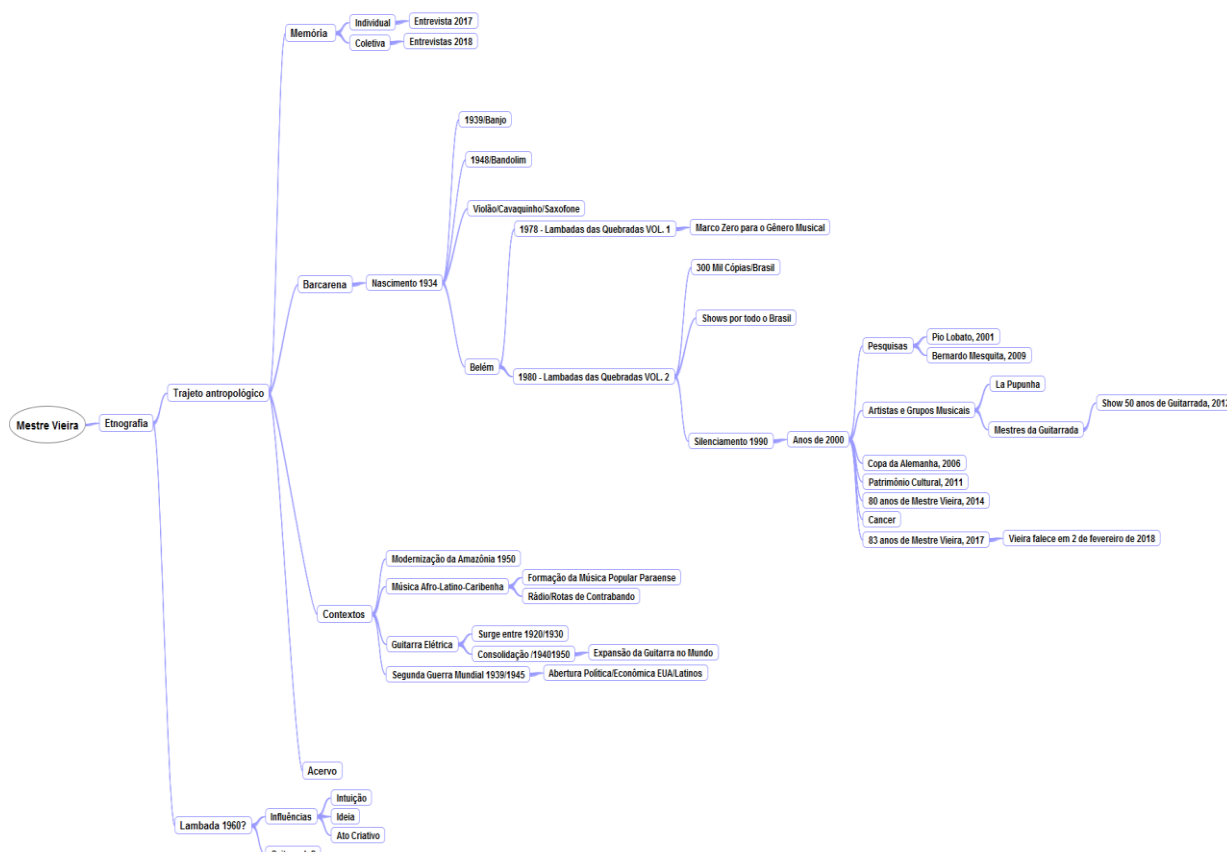 Mestre Vieira
Etnografia
Trajeto antropológico
Memória
Individual
Entrevista 2017
Coletiva
Entrevistas 2018
Barcarena
Nascimento 1934
1939/Banjo
1948/Bandolim
Violão/Cavaquinho/Saxofone
Belém
1978 - Lambadas das Quebradas VOL. 1
Marco Zero para o Gênero Musical
1980 - Lambadas das Quebradas VOL. 2
300 Mil Cópias/Brasil
Shows por todo o Brasil
Silenciamento 1990
Anos de 2000
Pesquisas
Pio Lobato, 2001
Bernardo Mesquita, 2009
Artistas e Grupos Musicais
La Pupunha
Mestres da Guitarrada
Show 50 anos de Guitarrada, 2012
Copa da Alemanha, 2006
Patrimônio Cultural, 2011
80 anos de Mestre Vieira, 2014
Cancer
83 anos de Mestre Vieira, 2017
Vieira falece em 2 de fevereiro de 2018
Contextos
Modernização da Amazônia 1950
Música Afro-Latino-Caribenha
Formação da Música Popular Paraense
Rádio/Rotas de Contrabando
Guitarra Elétrica
Surge entre 1920/1930
Consolidação /19401950
Expansão da Guitarra no Mundo
Segunda Guerra Mundial 1939/1945
Abertura Política/Econômica EUA/Latinos
Acervo
Lambada 1960?
Influências
Intuição
Ideia
Ato Criativo